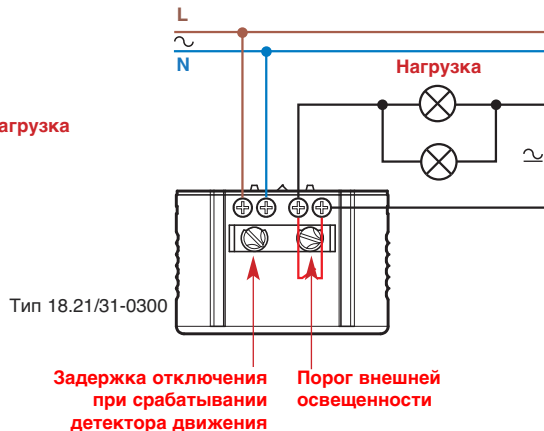 L
N
Нагрузка
агрузка
Тип 18.21/31-0300
Задержка отключения
при срабатывании
детектора движения
Порог внешней
освещенности